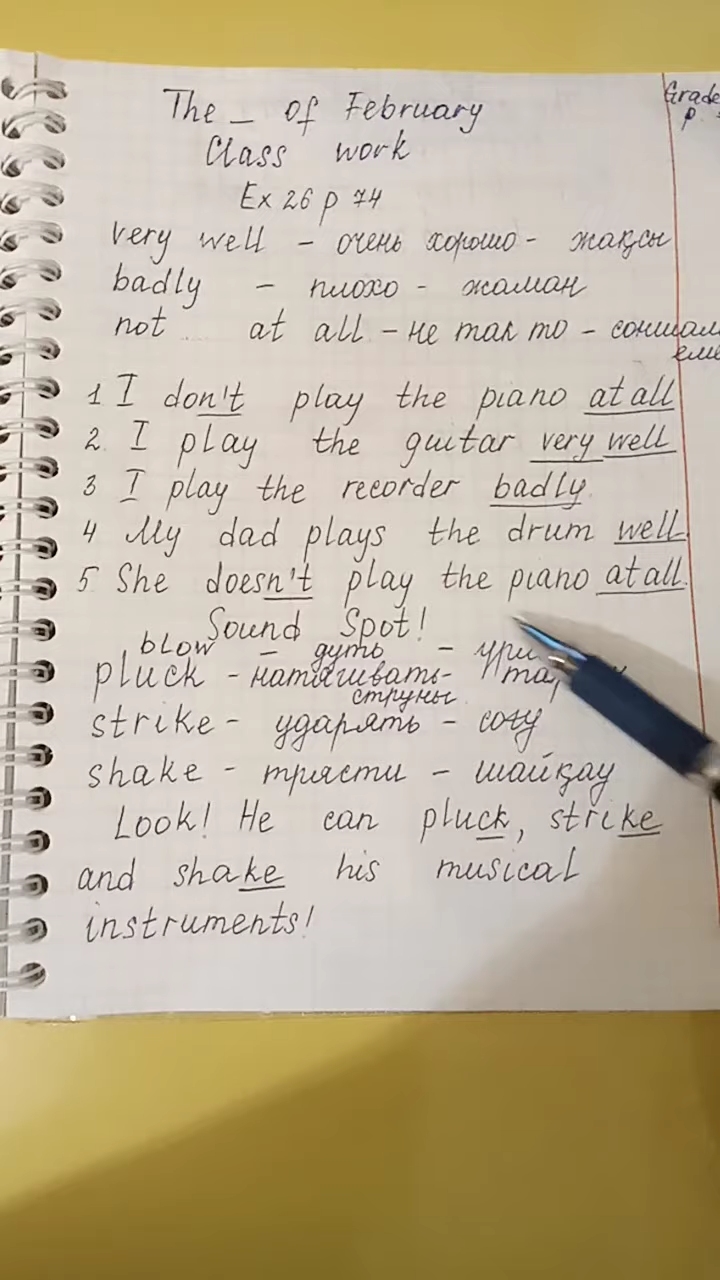 The _ of February
Grade
p.
Class work
Ex 26 p 74
very well - очень хорошо - жақсы
badly - плохо - жаман
not at all - не так то - соншалы
еме
1 I don't play the piano at all
2. I play the guitar very well
3 I play the recorder badly.
4 My dad plays the drum well.
5 She doesn't play the piano at all.
Sound Spot!
blow - дуть -
pluck - натягивать-
струны
strike - ударять - соғу
shake - трясти - шайқау
Look! He can pluck, strike
and shake his musical
instruments!